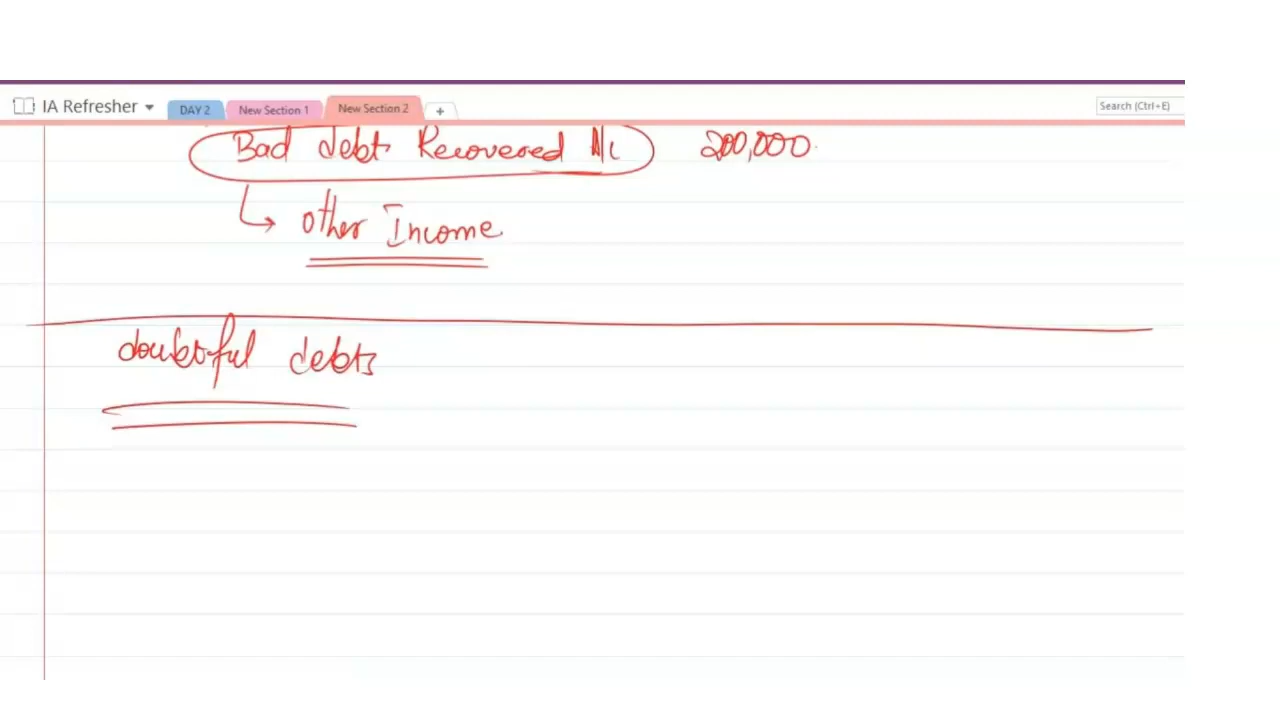 IA Refresher
DAY 2
New Section 1
New Section 2
+
Search (Ctrl+E)
Bad debts Recovered A/c 200,000
other Income
doubtful debts